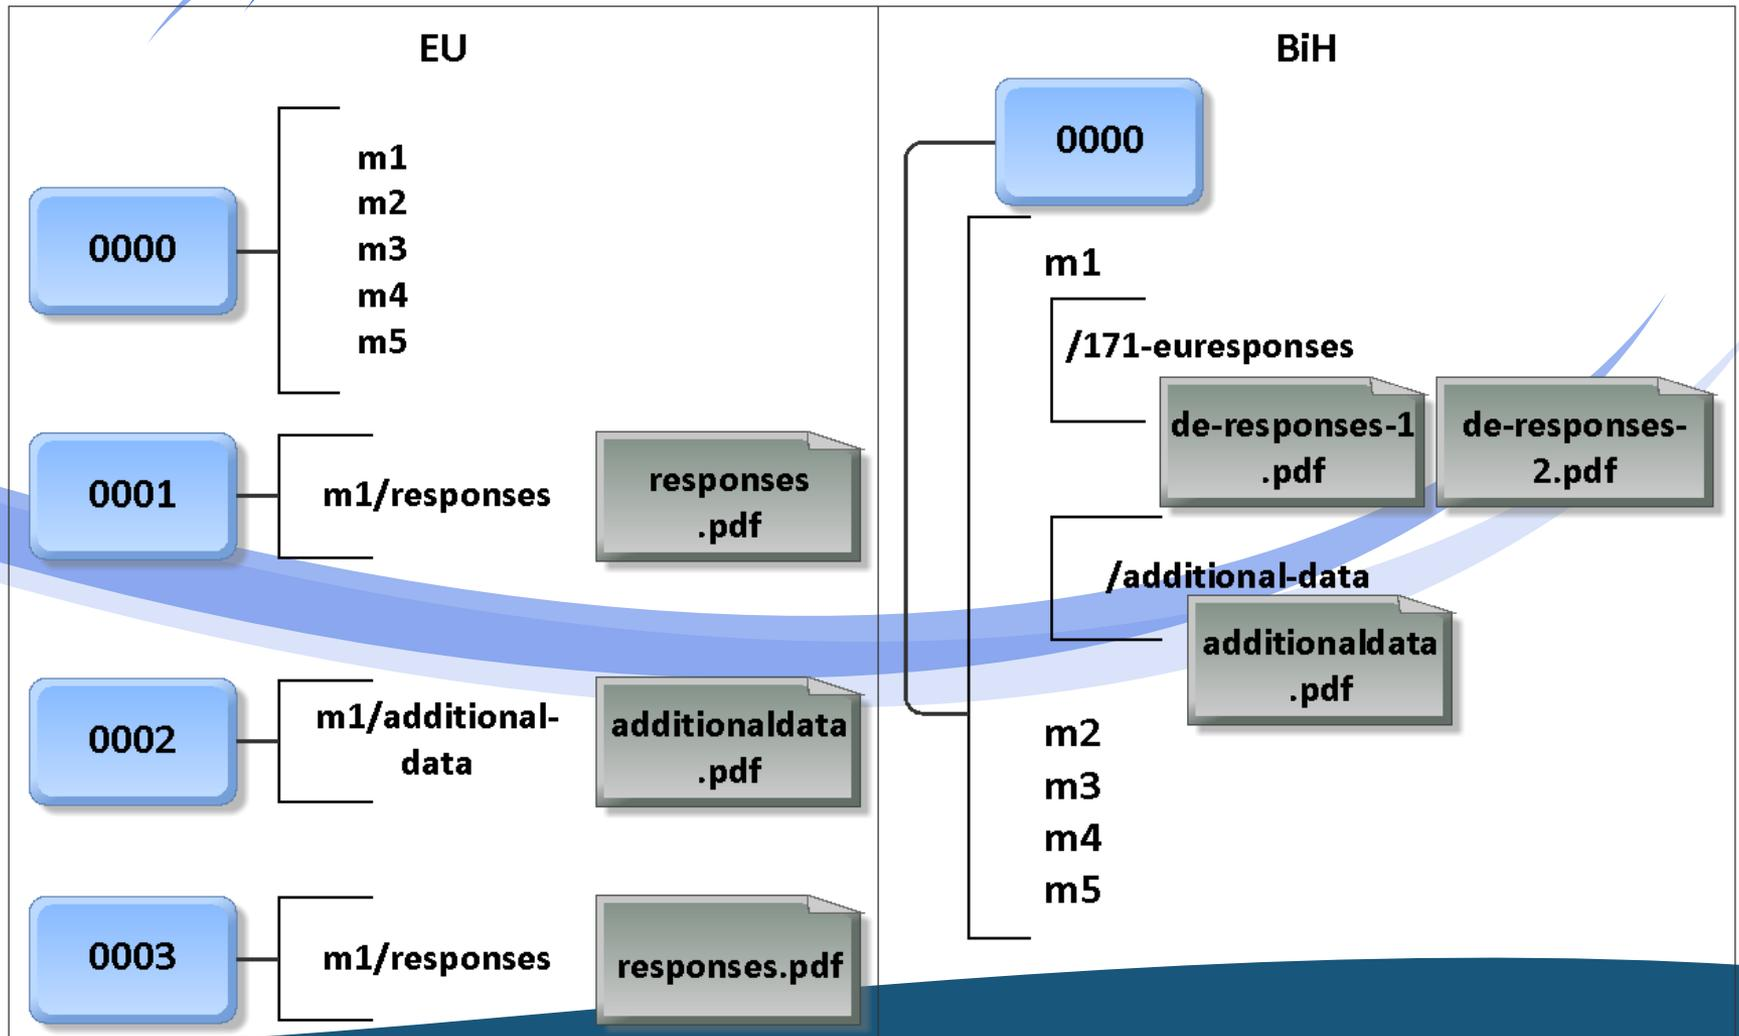 EU
0000
m1
m2
m3
m4
m5
0001
m1/responses
responses
.pdf
0002
m1/additional-
data
additionaldata
.pdf
0003
m1/responses
responses.pdf
BiH
0000
m1
/171-euresponses
de-responses-1
.pdf
de-responses-
2.pdf
/additional-data
additionaldata
.pdf
m2
m3
m4
m5